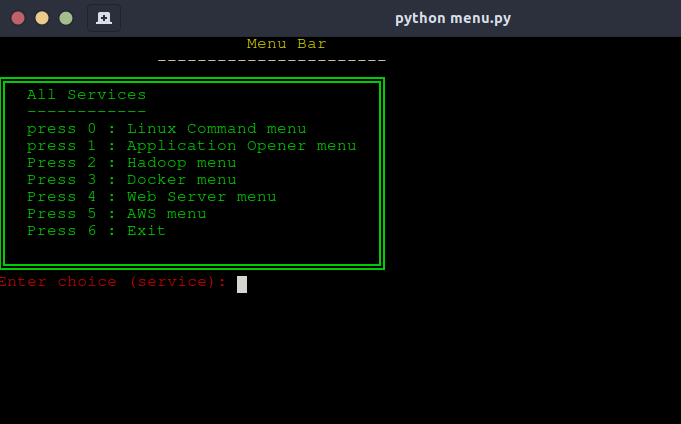 python menu.py
Menu Bar
-----------------------
All Services
------------
press 0 : Linux Command menu
press 1 : Application Opener menu
Press 2 : Hadoop menu
Press 3 : Docker menu
Press 4 : Web Server menu
Press 5 : AWS menu
Press 6 : Exit
Enter choice (service):